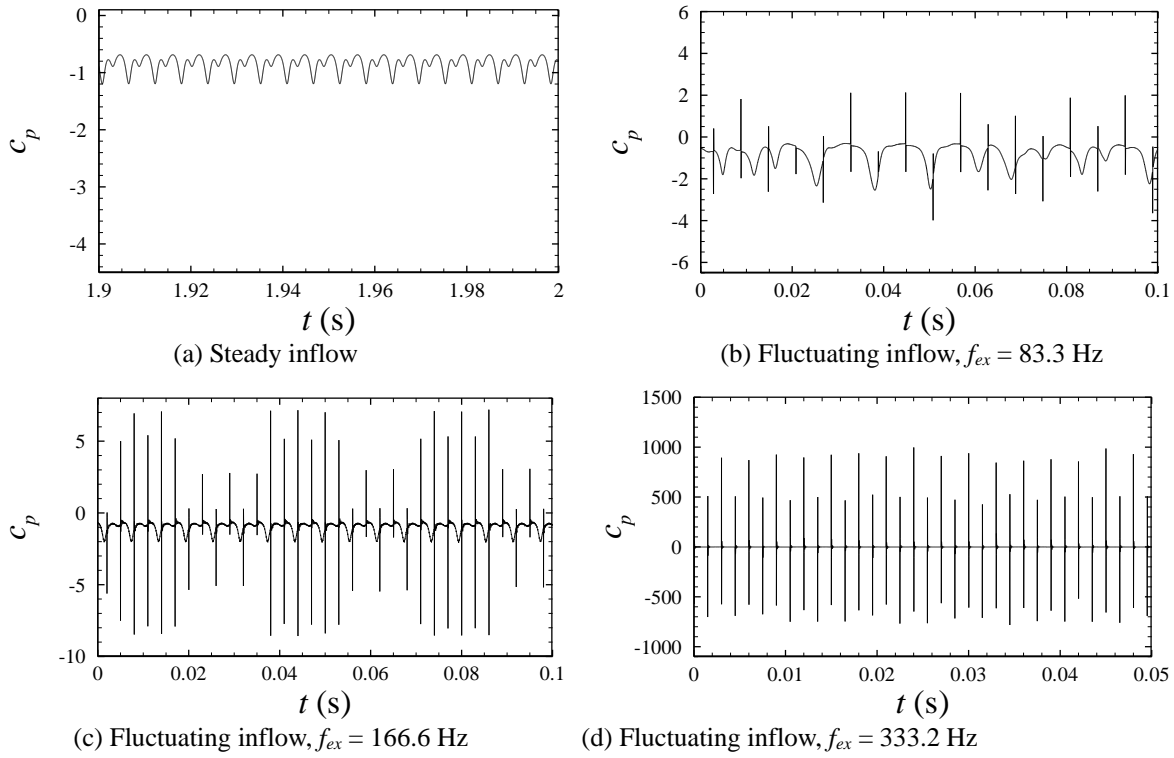 0
-1
-2
-3
-4
c_p
1.9 1.92 1.94 1.96 1.98 2
t (s)
(a) Steady inflow
6
4
2
0
-2
-4
-6
c_p
0 0.02 0.04 0.06 0.08 0.1
t (s)
(b) Fluctuating inflow, f_ex = 83.3 Hz
5
0
-5
-10
c_p
0 0.02 0.04 0.06 0.08 0.1
t (s)
(c) Fluctuating inflow, f_ex = 166.6 Hz
1500
1000
500
0
-500
-1000
c_p
0 0.01 0.02 0.03 0.04 0.05
t (s)
(d) Fluctuating inflow, f_ex = 333.2 Hz